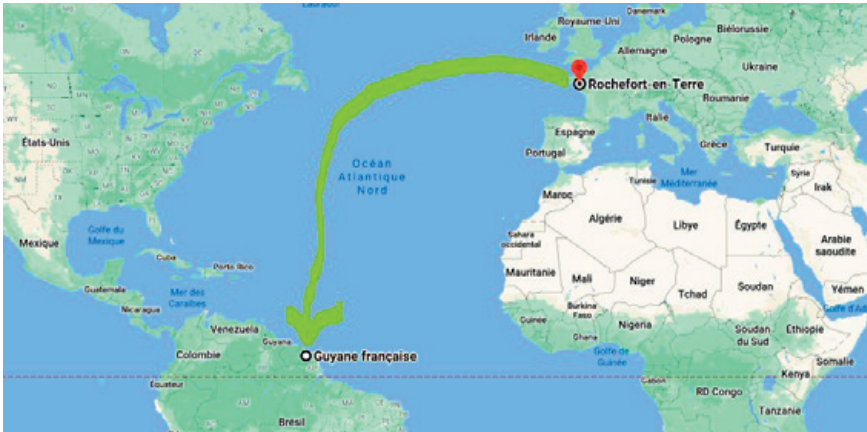 Labrador
Danemark
Royaume-Uni
Irlande
Biélorussie
Pologne
Allemagne
Ukraine
Rochefort-en-Terre
Roumanie
Italie
Espagne
Portugal
Grèce
Turquie
États-Unis
Océan
Atlantique
Nord
Mer
Méditerranée
Tunisie
Syrie
Irak
Maroc
Algérie
Libye
Égypte
Arabie
saoudite
Sahara
occidental
Golfe du
Mexique
Mexique
Cuba
Porto Rico
Mauritanie
Mali
Niger
Tchad
Soudan
Yémen
Golfe d'Ad
Guatemala
Mer des
Caraïbes
Nicaragua
Burkina
Faso
Guinée
Ghana
Nigeria
Soudan
du Sud
Éthiopie
Somalie
Venezuela
Guyana
Colombie
Guyane française
Golfe de
Guinée
Équateur
Gabon
Kenya
RD Congo
Tanzanie
Brésil